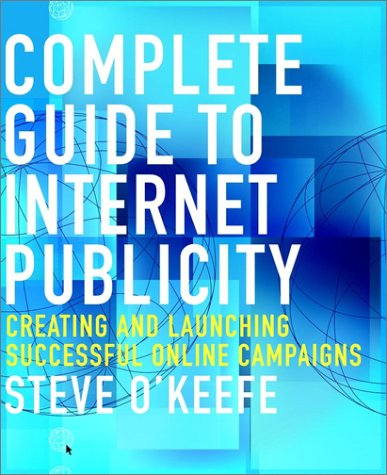 COMPLETE
GUIDE TO
INTERNET
PUBLICITY
CREATING AND LAUNCHING
SUCCESSFUL ONLINE CAMPAIGNS
STEVE O'KEEFE